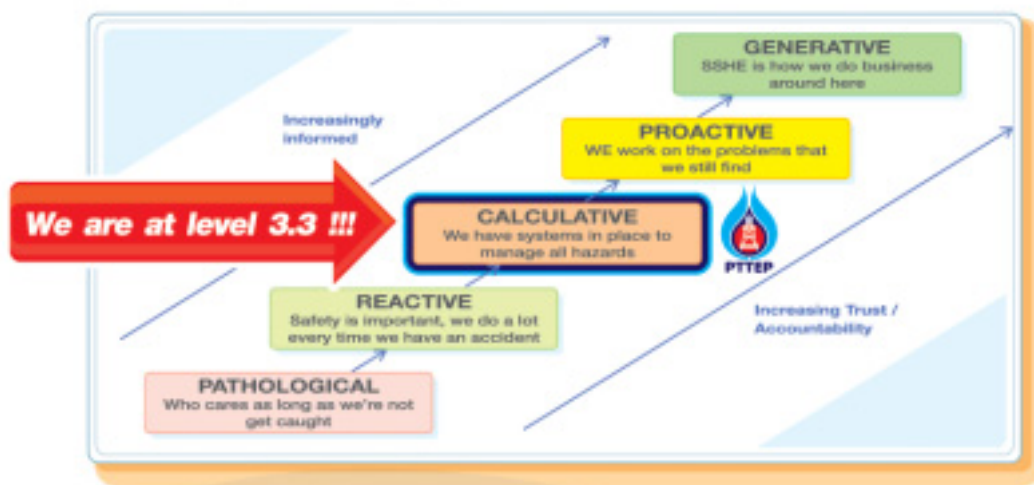 GENERATIVE
SSHE is how we do business
around here
Increasingly
informed
PROACTIVE
WE work on the problems that
we still find
We are at level 3.3 !!!
CALCULATIVE
We have systems in place to
manage all hazards
PTTEP
REACTIVE
Safety is important, we do a lot
every time we have an accident
Increasing Trust /
Accountability
PATHOLOGICAL
Who cares as long as we're not
get caught